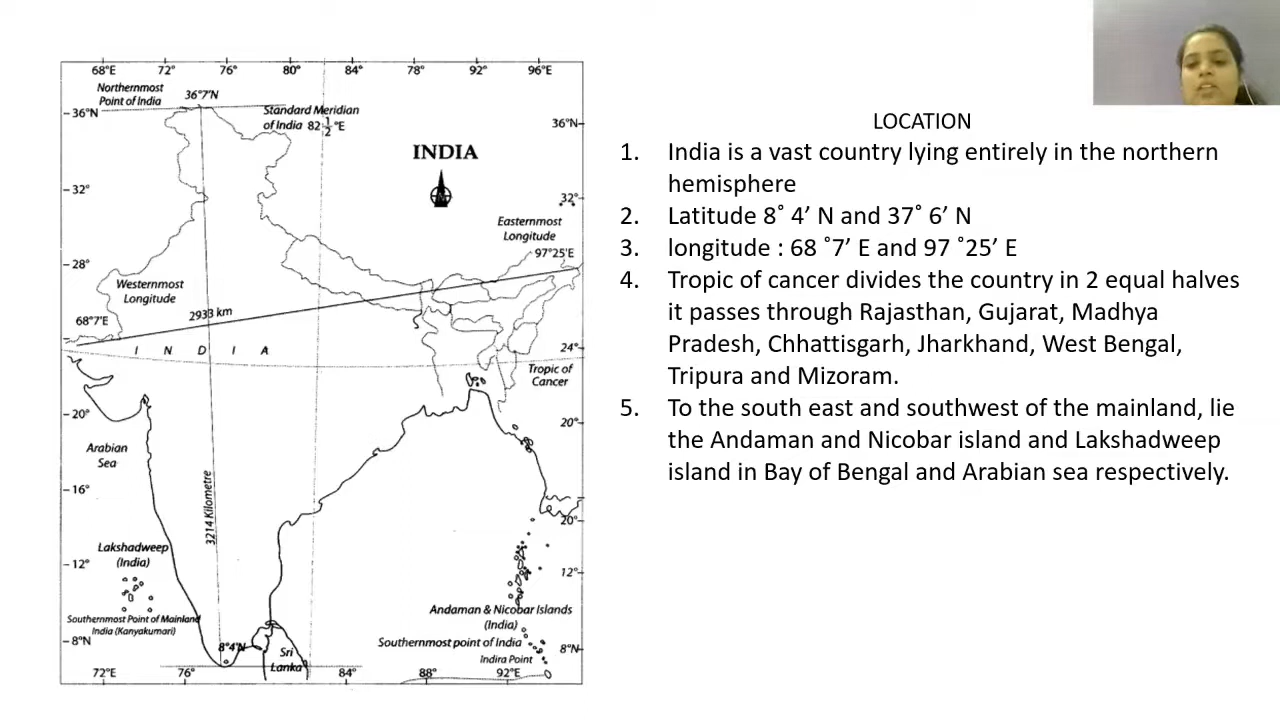 68°E 72° 76° 80° 84° 78° 92° 96°E
Northernmost
Point of India
36°7'N
36°N
Standard Meridian
of India 82 1/2 °E
36°N
INDIA
32°
32°
Easternmost
Longitude
97°25'E
28°
28°
Westernmost
Longitude
68°7'E
2933 km
I N D I A
24°
Tropic of
Cancer
20°
20°
Arabian
Sea
16°
3214 Kilometre
20°
Lakshadweep
(India)
12°
12°
Andaman & Nicobar Islands
(India)
Southernmost Point of Mainland
India (Kanyakumari)
8°N
8°4'N
Sri
Lanka
Southernmost point of India
Indira Point
8°N
72°E 76° 84° 88° 92°E
LOCATION
1. India is a vast country lying entirely in the northern
hemisphere
2. Latitude 8˚ 4’ N and 37˚ 6’ N
3. longitude : 68 ˚7’ E and 97 ˚25’ E
4. Tropic of cancer divides the country in 2 equal halves
it passes through Rajasthan, Gujarat, Madhya
Pradesh, Chhattisgarh, Jharkhand, West Bengal,
Tripura and Mizoram.
5. To the south east and southwest of the mainland, lie
the Andaman and Nicobar island and Lakshadweep
island in Bay of Bengal and Arabian sea respectively.